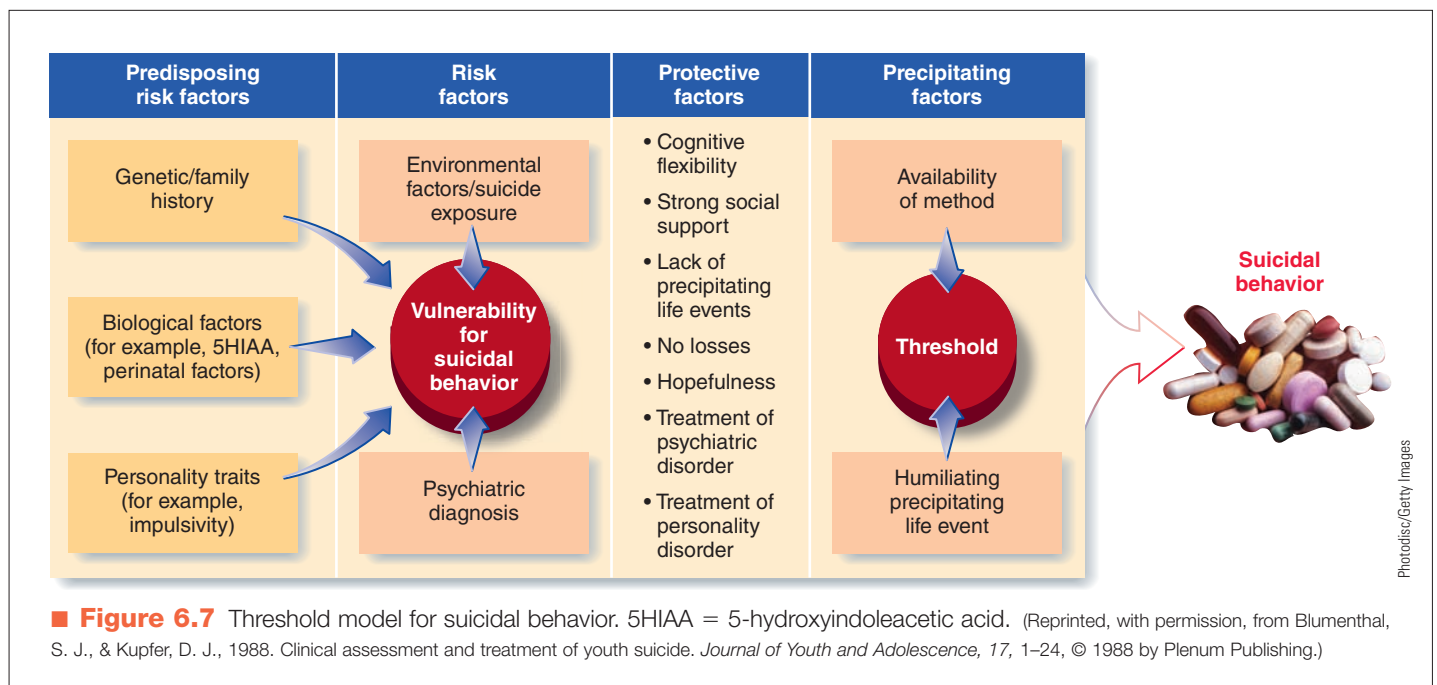 Predisposing
risk factors
Genetic/family
history
Biological factors
(for example, 5HIAA,
perinatal factors)
Personality traits
(for example,
impulsivity)
Risk
factors
Environmental
factors/suicide
exposure
Vulnerability
for
suicidal
behavior
Psychiatric
diagnosis
Protective
factors
• Cognitive
flexibility
• Strong social
support
• Lack of
precipitating
life events
• No losses
• Hopefulness
• Treatment of
psychiatric
disorder
• Treatment of
personality
disorder
Precipitating
factors
Availability
of method
Threshold
Humiliating
precipitating
life event
Suicidal
behavior
Photodisc/Getty Images
■ Figure 6.7 Threshold model for suicidal behavior. 5HIAA = 5-hydroxyindoleacetic acid. (Reprinted, with permission, from Blumenthal,
S. J., & Kupfer, D. J., 1988. Clinical assessment and treatment of youth suicide. Journal of Youth and Adolescence, 17, 1–24, © 1988 by Plenum Publishing.)